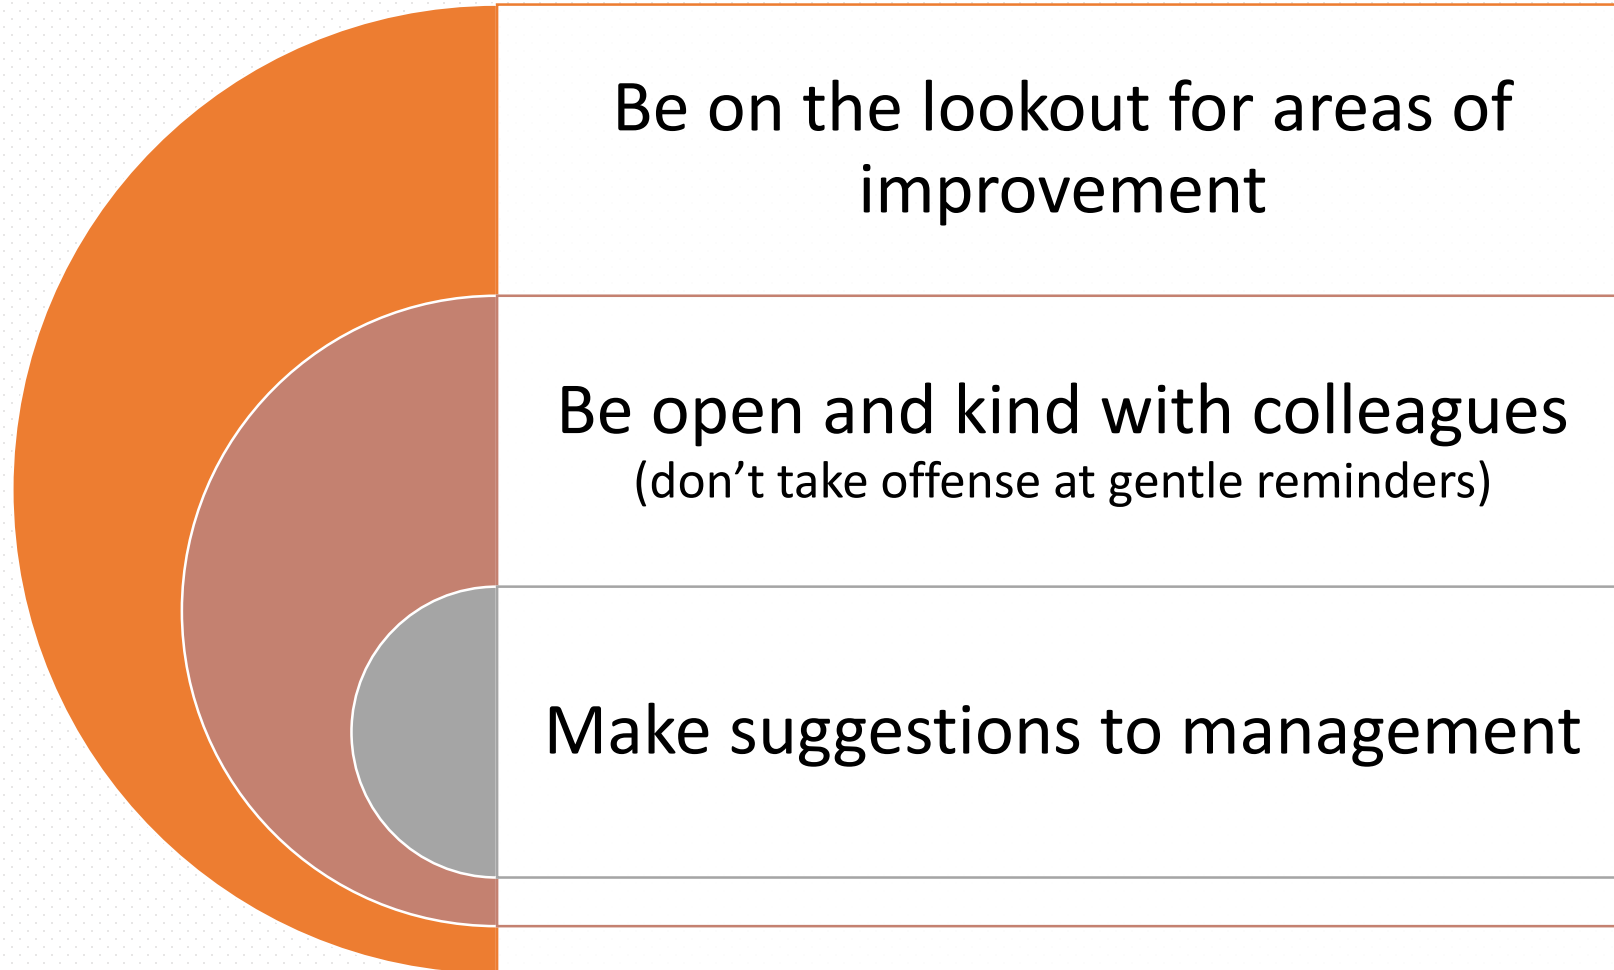 Be on the lookout for areas of
improvement
Be open and kind with colleagues
(don’t take offense at gentle reminders)
Make suggestions to management